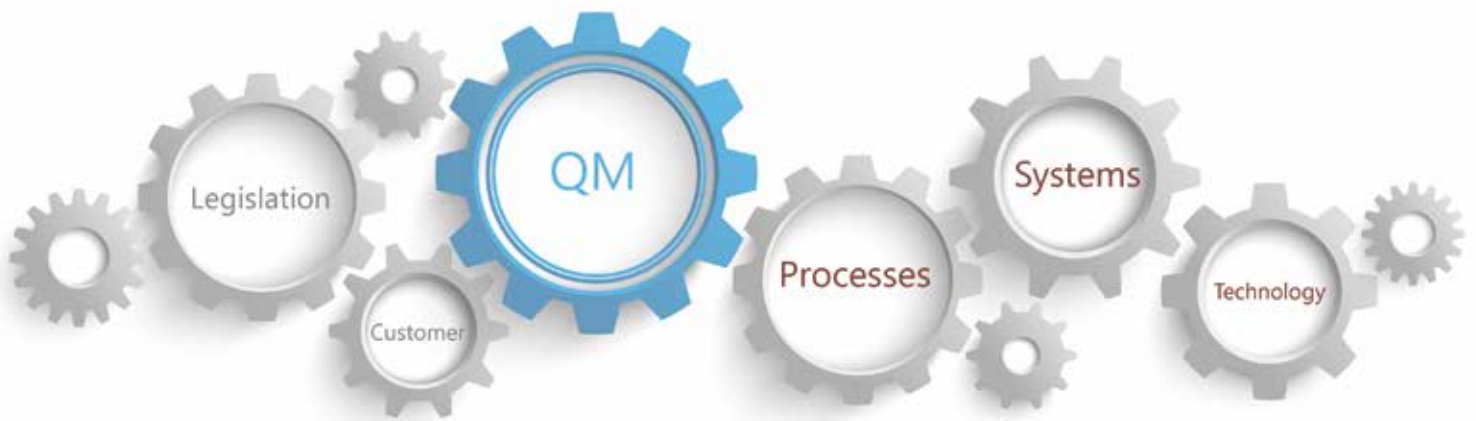 Legislation
Customer
QM
Processes
Systems
Technology